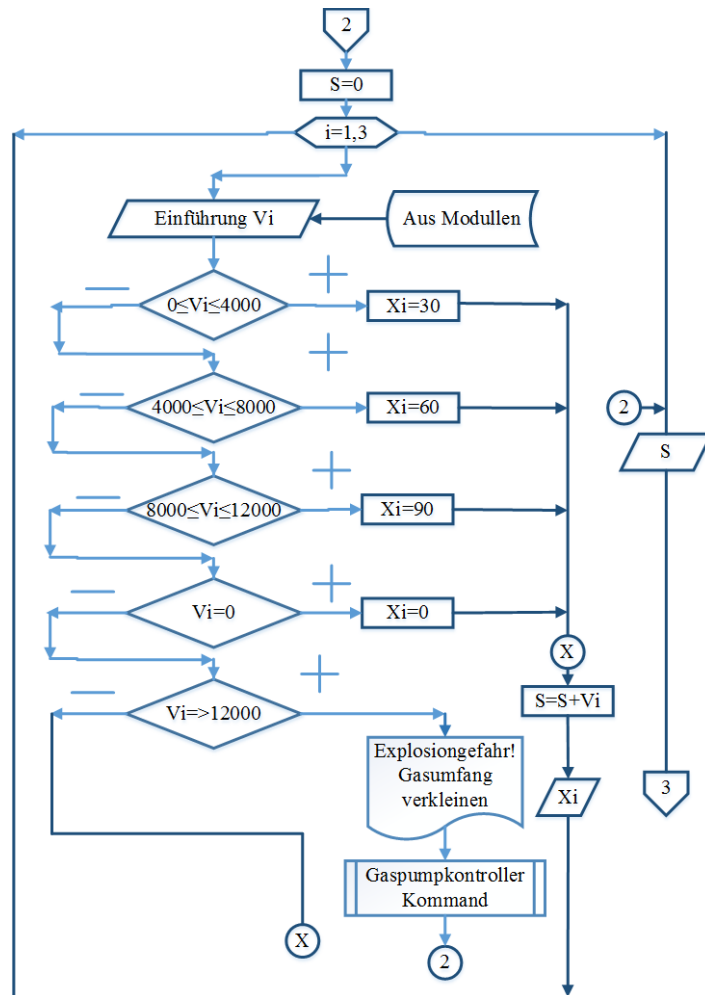 2
S=0
i=1,3
Einführung Vi
Aus Modullen
0≤Vi≤4000
Xi=30
4000≤Vi≤8000
Xi=60
2
S
8000≤Vi≤12000
Xi=90
Vi=0
Xi=0
X
S=S+Vi
Vi=>12000
Explosiongefahr!
Gasumfang
verkleinen
Xi
3
Gaspumpkontroller
Kommand
X
2